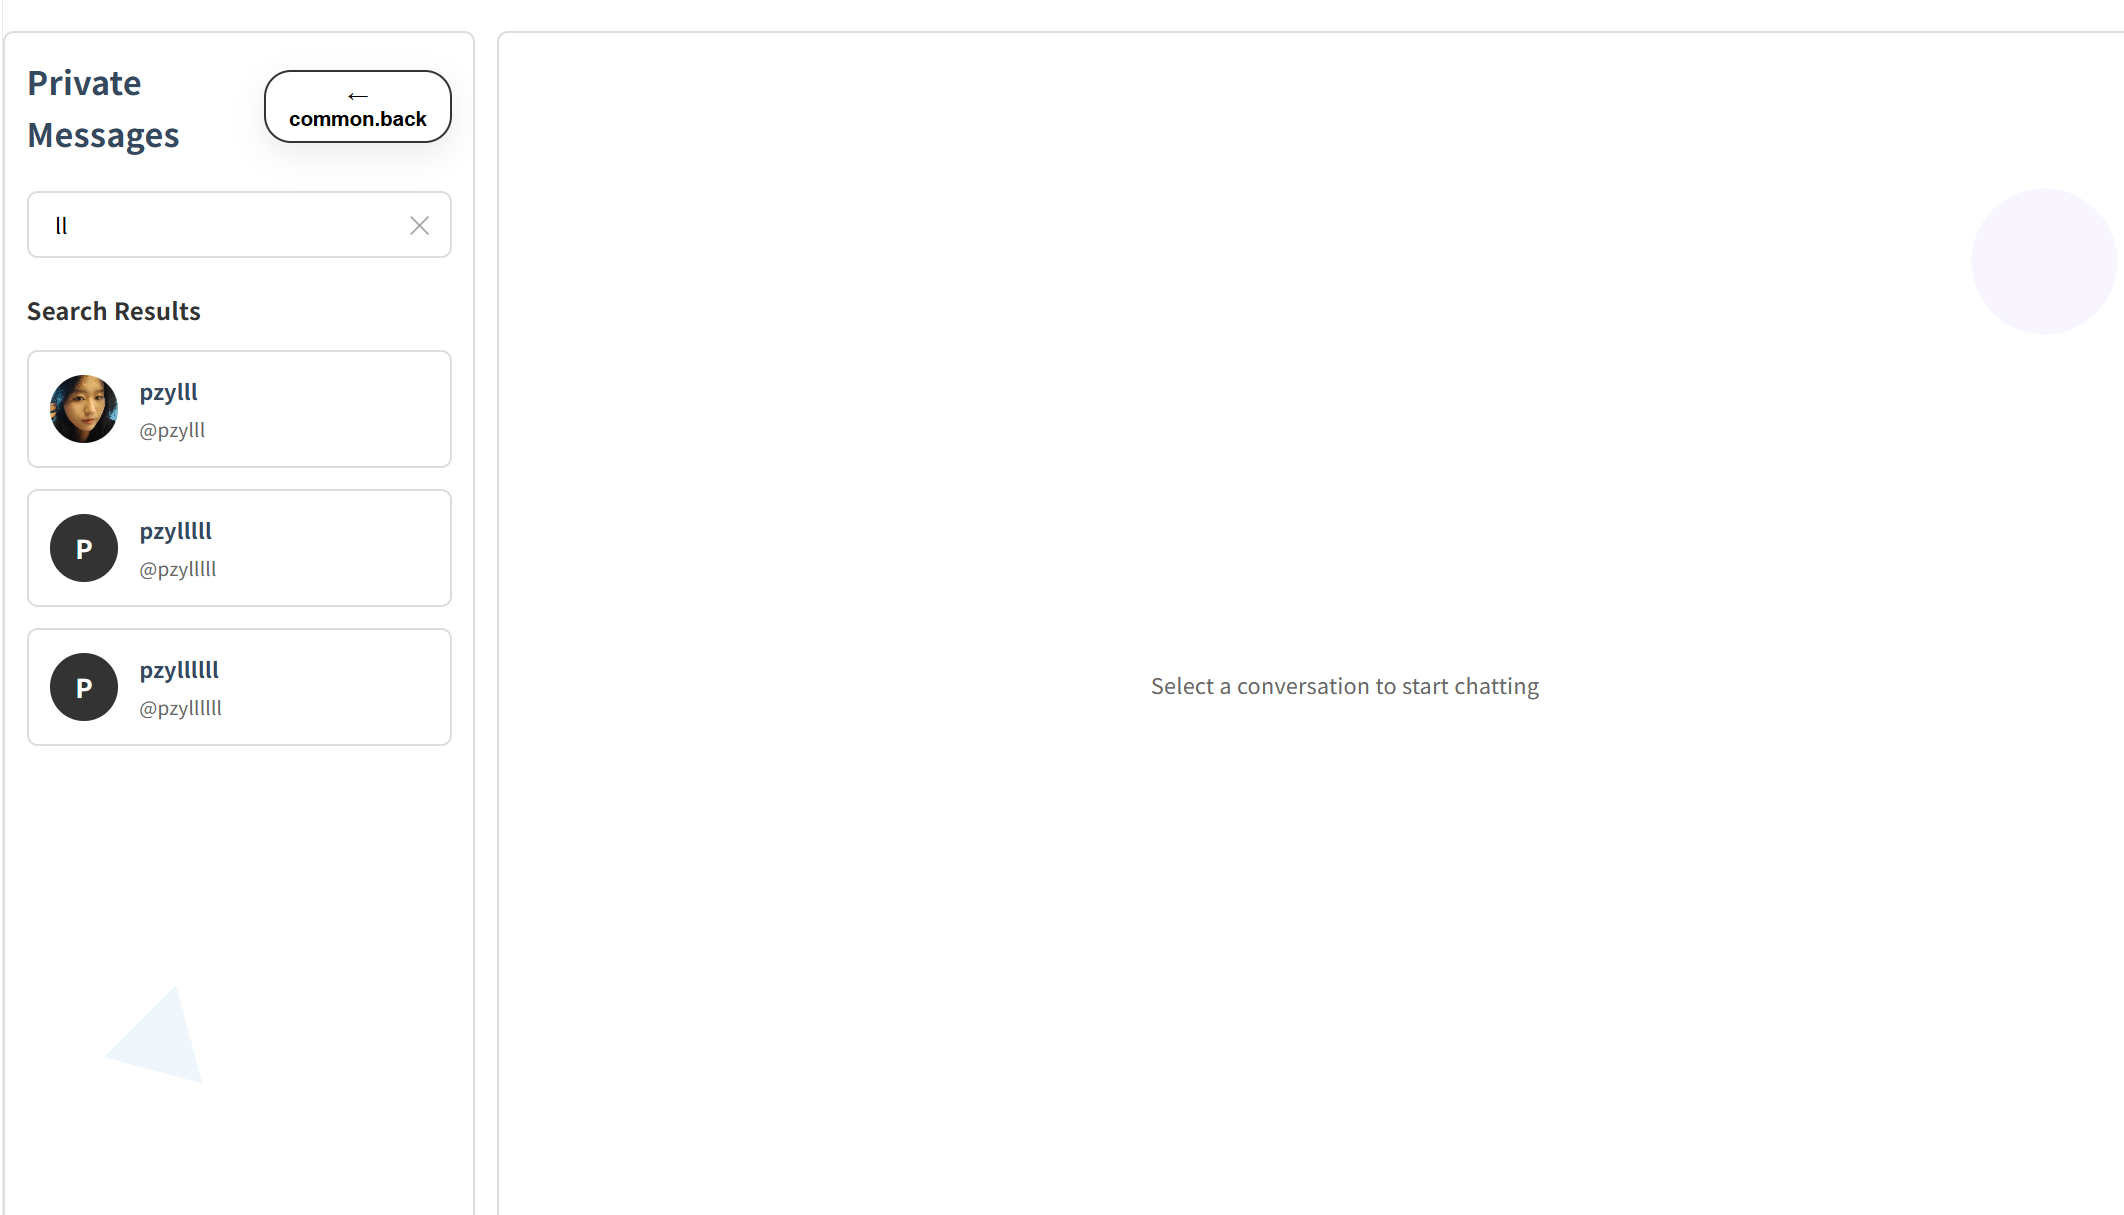 Private
Messages
←
common.back
ll
Search Results
pzylll
@pzylll
pzylllll
@pzylllll
pzyllllll
@pzyllllll
Select a conversation to start chatting
P
P